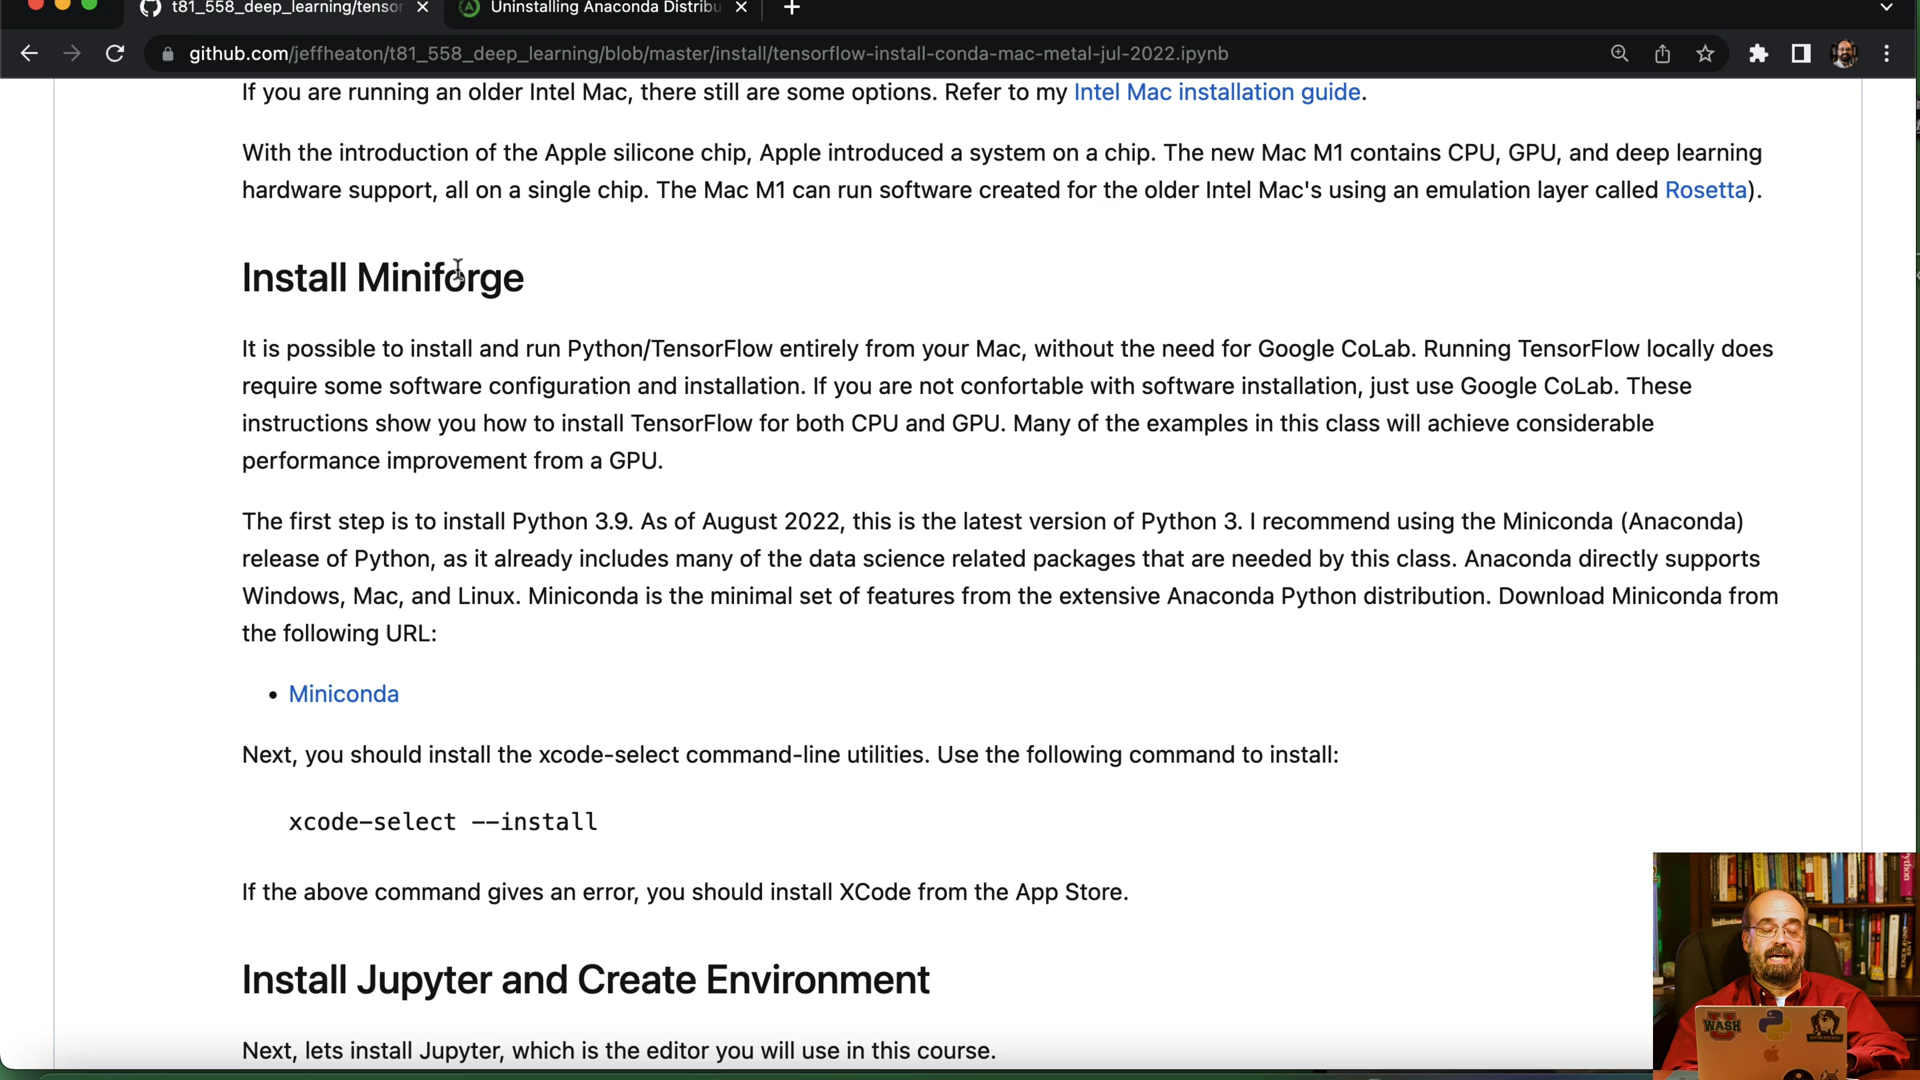 t81_558_deep_learning/tensor
Uninstalling Anaconda Distribu
github.com/jeffheaton/t81_558_deep_learning/blob/master/install/tensorflow-install-conda-mac-metal-jul-2022.ipynb
If you are running an older Intel Mac, there still are some options. Refer to my Intel Mac installation guide.
With the introduction of the Apple silicone chip, Apple introduced a system on a chip. The new Mac M1 contains CPU, GPU, and deep learning
hardware support, all on a single chip. The Mac M1 can run software created for the older Intel Mac's using an emulation layer called Rosetta).
Install Miniforge
It is possible to install and run Python/TensorFlow entirely from your Mac, without the need for Google CoLab. Running TensorFlow locally does
require some software configuration and installation. If you are not confortable with software installation, just use Google CoLab. These
instructions show you how to install TensorFlow for both CPU and GPU. Many of the examples in this class will achieve considerable
performance improvement from a GPU.
The first step is to install Python 3.9. As of August 2022, this is the latest version of Python 3. I recommend using the Miniconda (Anaconda)
release of Python, as it already includes many of the data science related packages that are needed by this class. Anaconda directly supports
Windows, Mac, and Linux. Miniconda is the minimal set of features from the extensive Anaconda Python distribution. Download Miniconda from
the following URL:
• Miniconda
Next, you should install the xcode-select command-line utilities. Use the following command to install:
xcode-select --install
If the above command gives an error, you should install XCode from the App Store.
Install Jupyter and Create Environment
Next, lets install Jupyter, which is the editor you will use in this course.
WASH